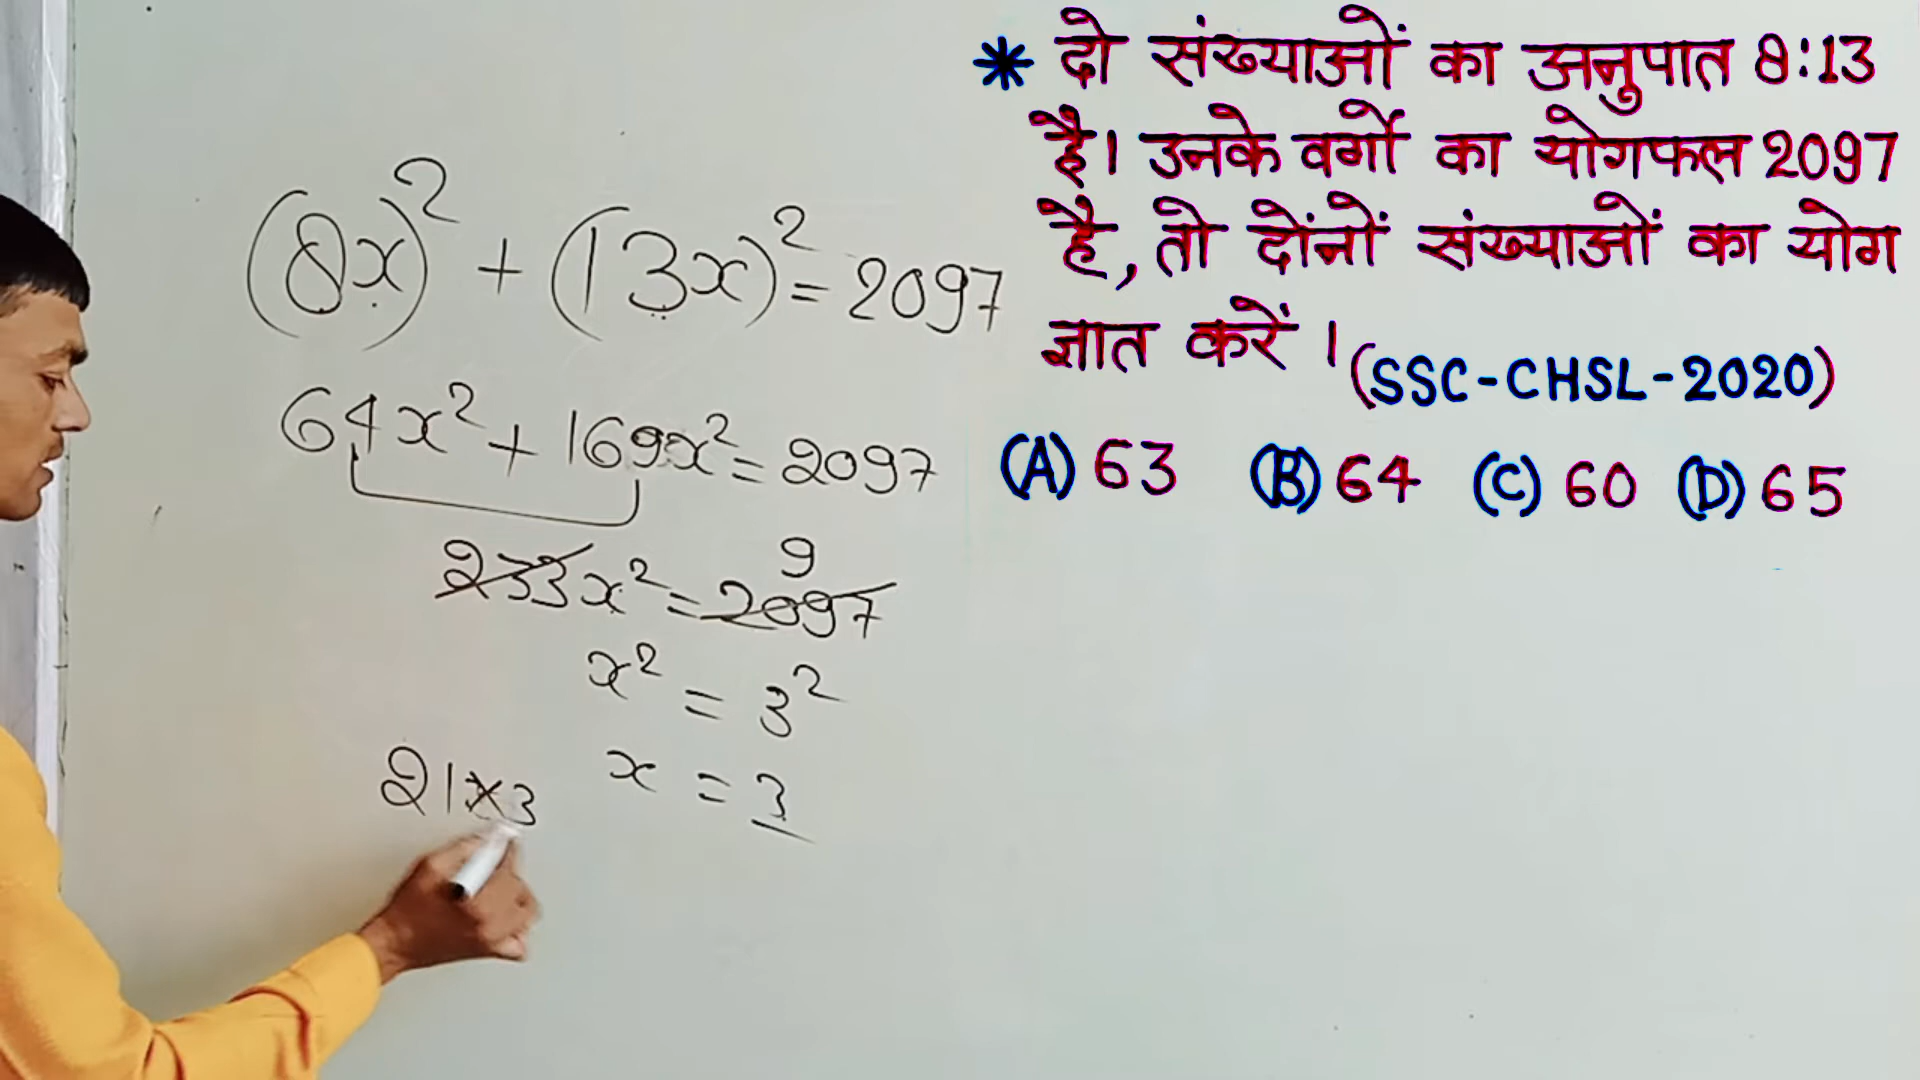 * दो संख्याओं का अनुपात 8:13
है। उनके वर्गो का योगफल 2097
है, तो दोंनों संख्याओं का योग
ज्ञात करें ।
(SSC-CHSL-2020)
(A) 63 (B) 64 (C) 60 (D) 65
(8x)² + (13x)² = 2097
64x² + 169x² = 2097
9
233x² = 2097
x² = 3²
x = 3
21×3